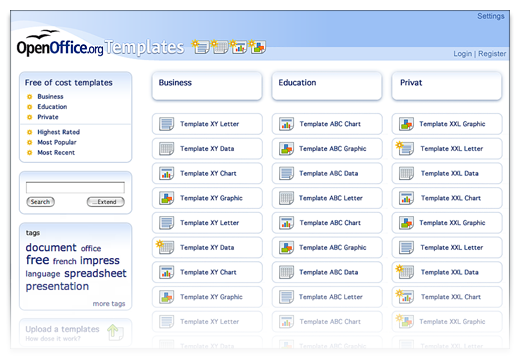 Settings
OpenOffice.org Templates
Login | Register
Free of cost templates
Business
Education
Private
Highest Rated
Most Popular
Most Recent
Search
...Extend
tags
document office
free french impress
language spreadsheet
presentation
more tags
Upload a templates
How does it work?
Business
Template XY Letter
Template XY Data
Template XY Chart
Template XY Graphic
Template XY Letter
Template XY Data
Template XY Chart
Template XY Graphic
Template XY Letter
Education
Template ABC Chart
Template ABC Graphic
Template ABC Data
Template ABC Letter
Template ABC Chart
Template ABC Graphic
Template ABC Data
Template ABC Letter
Template ABC Chart
Privat
Template XXL Graphic
Template XXL Letter
Template XXL Data
Template XXL Chart
Template XXL Graphic
Template XXL Letter
Template XXL Data
Template XXL Chart
Template XXL Graphic